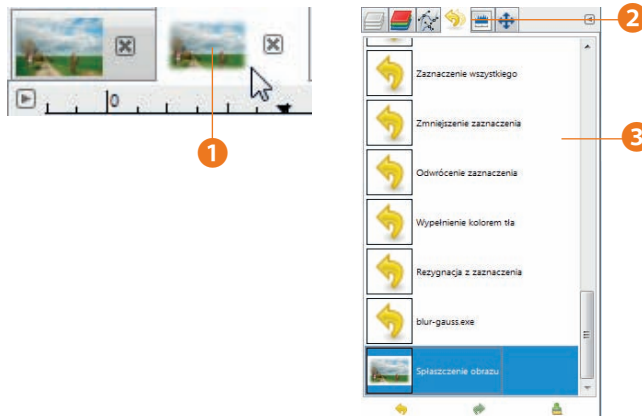 0
1
2
Zaznaczenie wszystkiego
Zmniejszenie zaznaczenia
3
Odwrócenie zaznaczenia
Wypełnienie kolorem tła
Rezygnacja z zaznaczenia
blur-gauss.exe
Spłaszczenie obrazu